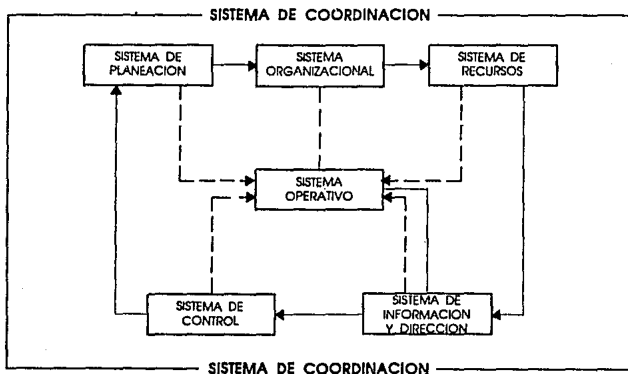 SISTEMA DE COORDINACION
SISTEMA DE
PLANEACION
SISTEMA
ORGANIZACIONAL
SISTEMA DE
RECURSOS
SISTEMA
OPERATIVO
SISTEMA DE
CONTROL
SISTEMA DE
INFORMACION
Y DIRECCION
SISTEMA DE COORDINACION